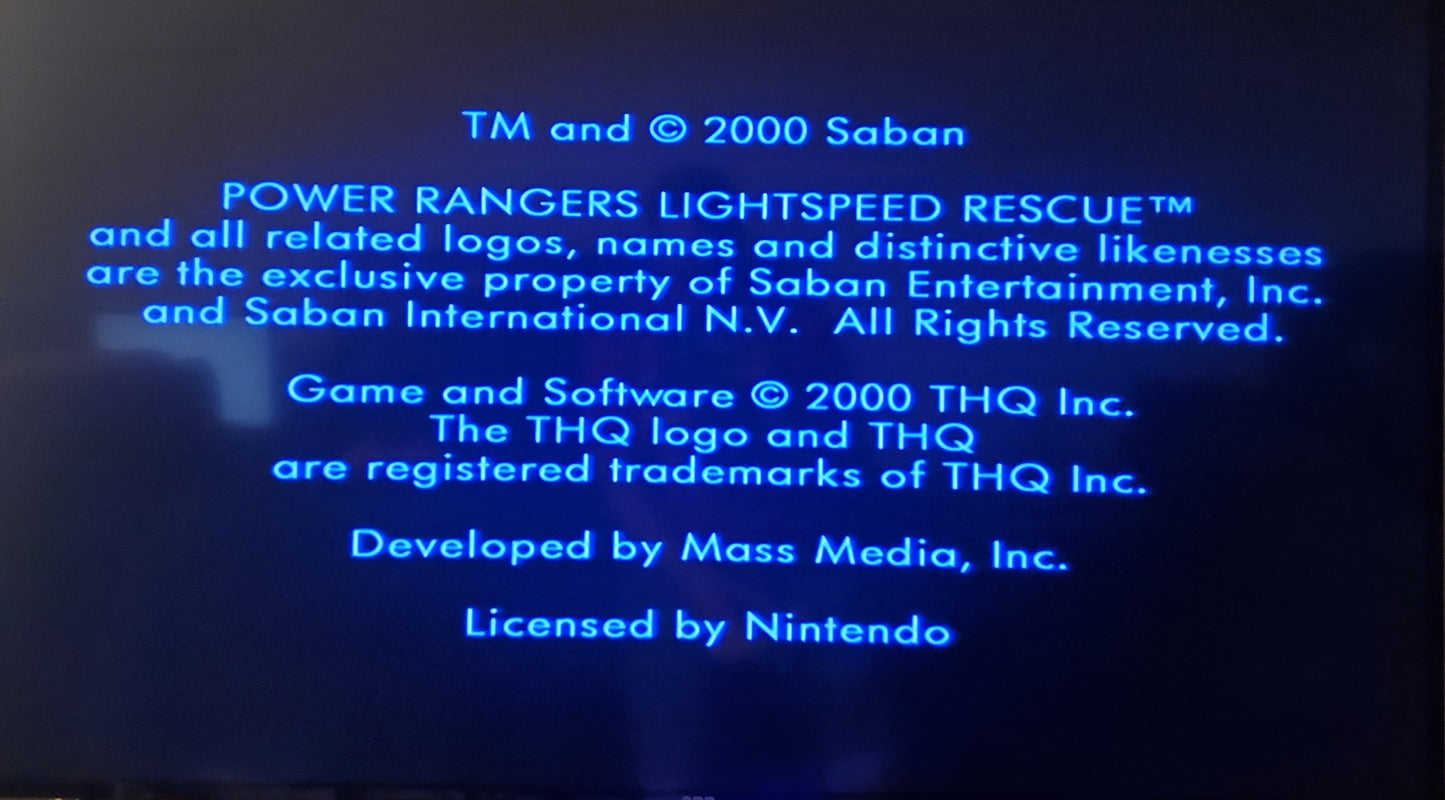 TM and © 2000 Saban
POWER RANGERS LIGHTSPEED RESCUE™
and all related logos, names and distinctive likenesses
are the exclusive property of Saban Entertainment, Inc.
and Saban International N.V.  All Rights Reserved.
Game and Software © 2000 THQ Inc.
The THQ logo and THQ
are registered trademarks of THQ Inc.
Developed by Mass Media, Inc.
Licensed by Nintendo